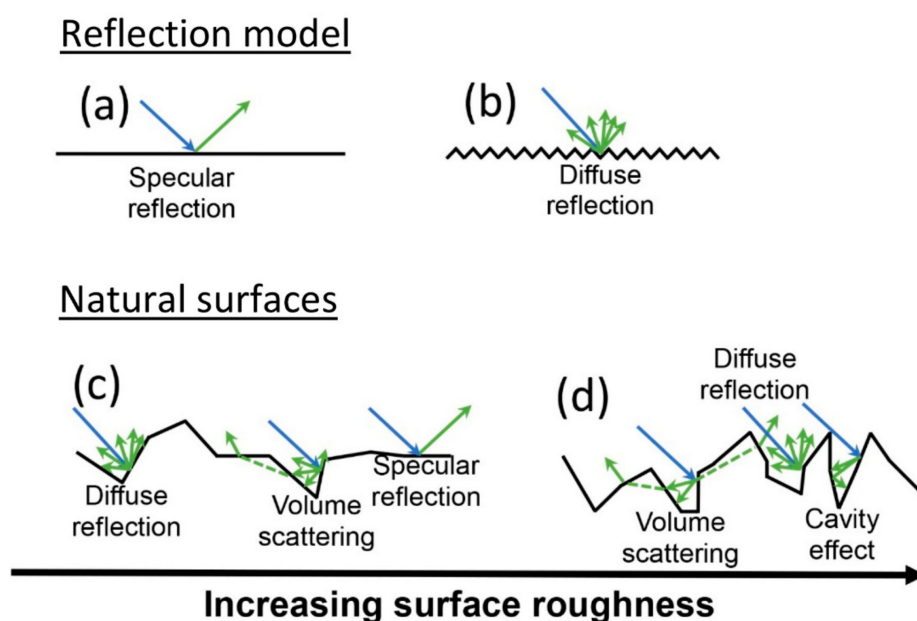 Reflection model
(a)
Specular
reflection
(b)
Diffuse
reflection
Natural surfaces
(c)
Diffuse
reflection
Volume
scattering
Specular
reflection
(d)
Diffuse
reflection
Volume
scattering
Cavity
effect
Increasing surface roughness